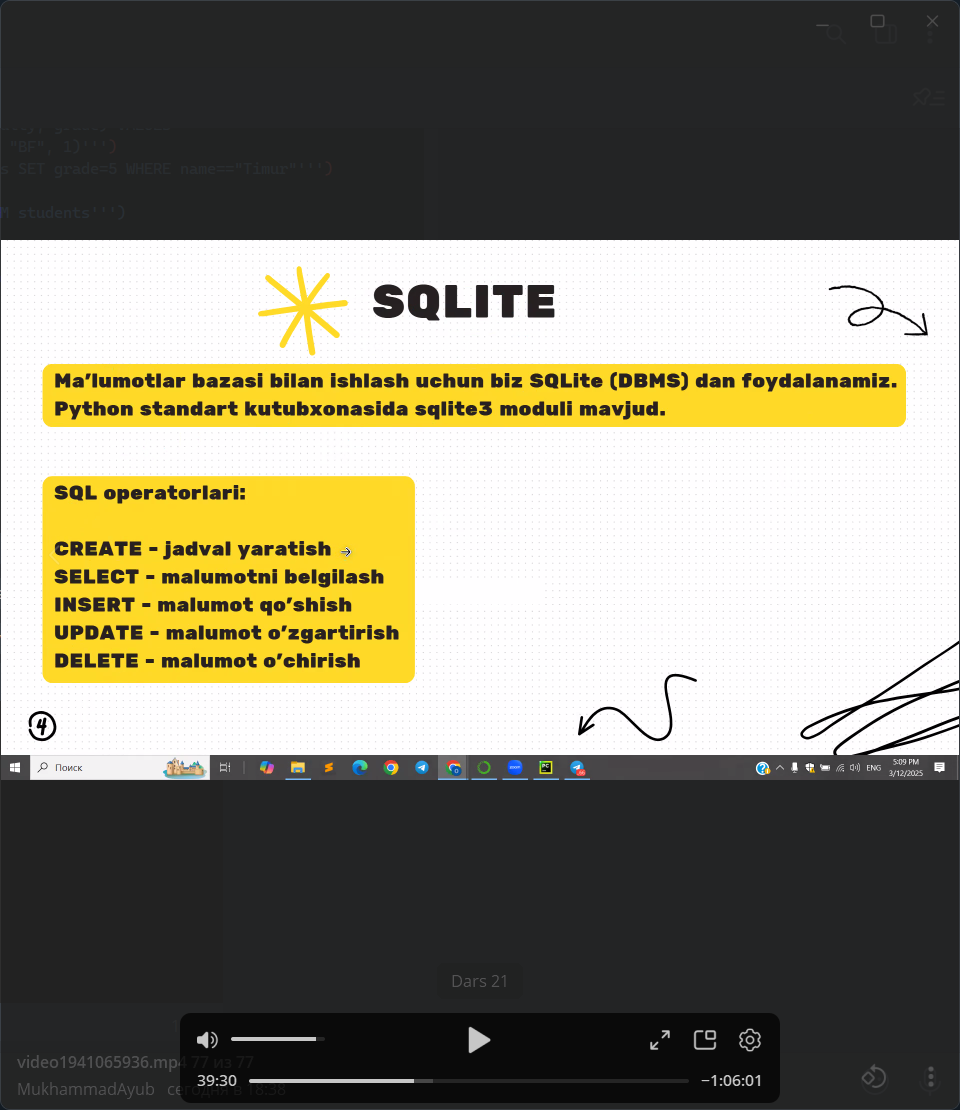 "BF", 1)''')
s SET grade=5 WHERE name=="Timur"''')
M students''')
SQLITE
Ma’lumotlar bazasi bilan ishlash uchun biz SQLite (DBMS) dan foydalanamiz.
Python standart kutubxonasida sqlite3 moduli mavjud.
SQL operatorlari:
CREATE - jadval yaratish
SELECT - malumotni belgilash
INSERT - malumot qo’shish
UPDATE - malumot o’zgartirish
DELETE - malumot o’chirish
4
Поиск
ENG
5:09 PM
3/12/2025
Dars 21
video1941065936.mp4 77 из 77
MukhammadAyub сегодня в 18:38
39:30
−1:06:01